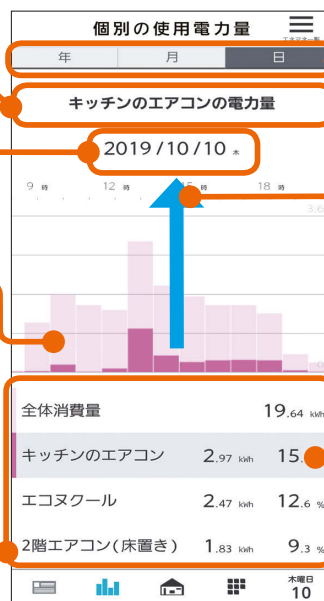 個別の使用電力量
エネマネ一覧
年 月 日
キッチンのエアコンの電力量
2019/10/10 木
9 時 12 時 15 時 18 時
3.6
0
全体消費量 19.64 kWh
キッチンのエアコン 2.97 kWh 15.
エコヌクール 2.47 kWh 12.6 %
2階エアコン(床置き) 1.83 kWh 9.3 %
木曜日
10